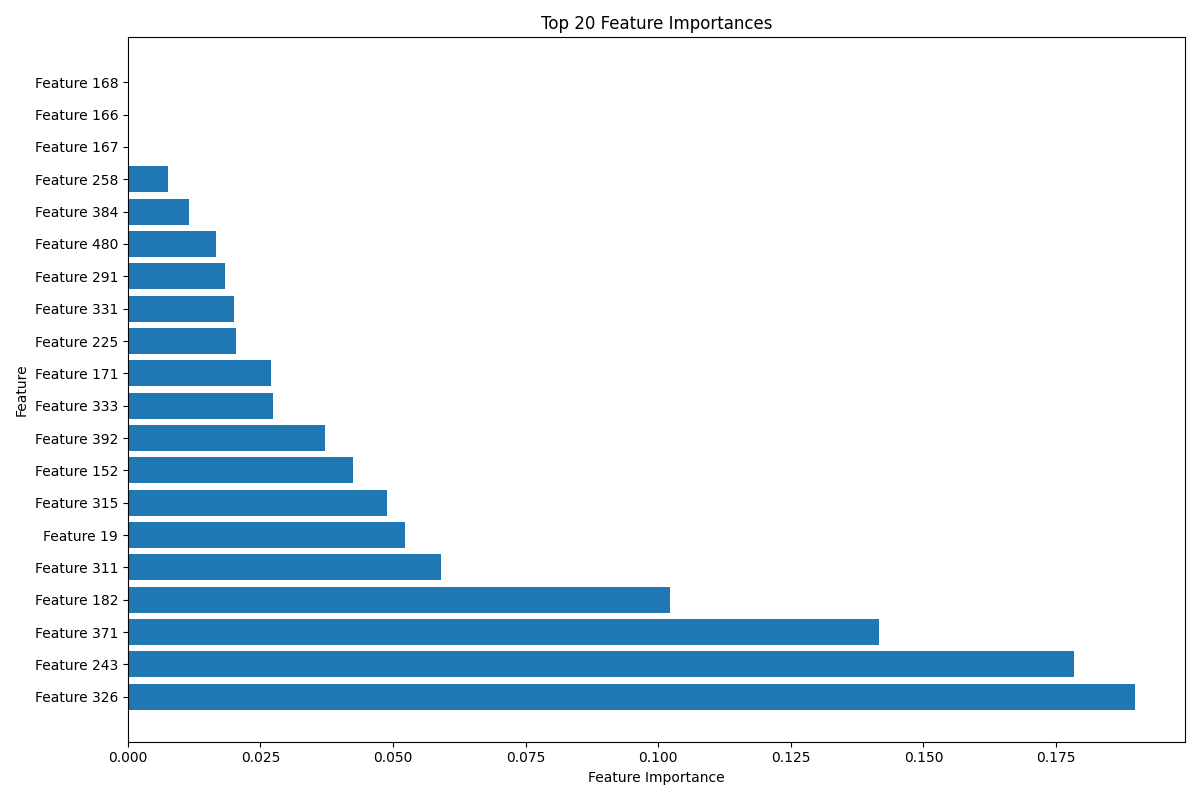 Top 20 Feature Importances
Feature 168
Feature 166
Feature 167
Feature 258
Feature 384
Feature 480
Feature 291
Feature 331
Feature 225
Feature 171
Feature 333
Feature 392
Feature 152
Feature 315
Feature 19
Feature 311
Feature 182
Feature 371
Feature 243
Feature 326
Feature
0.000 0.025 0.050 0.075 0.100 0.125 0.150 0.175
Feature Importance